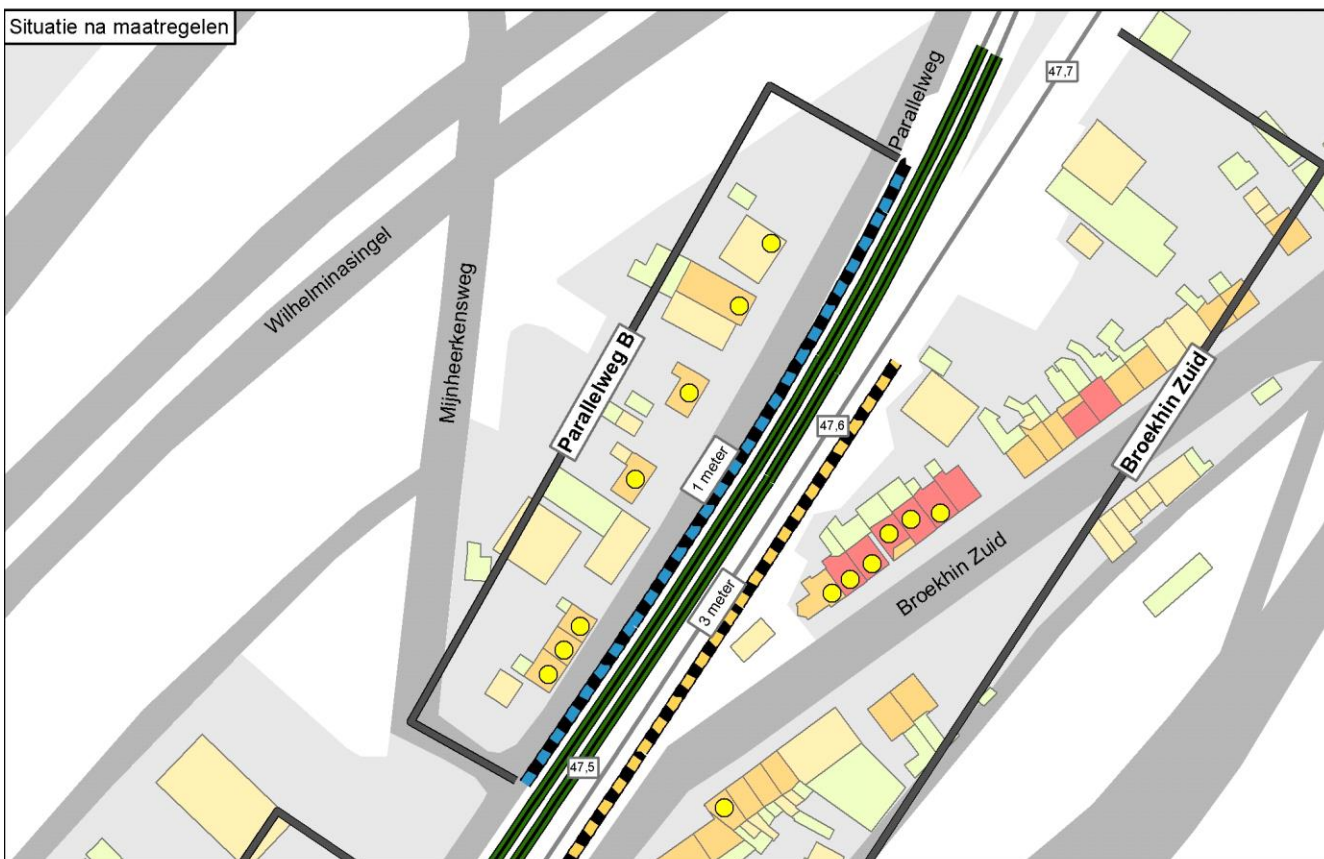 Situatie na maatregelen
47,7
Parallelweg
Wilhelminasingel
Mijnheerkensweg
Parallelweg B
Broekhin Zuid
47,6
1 meter
Broekhin Zuid
3 meter
47,5